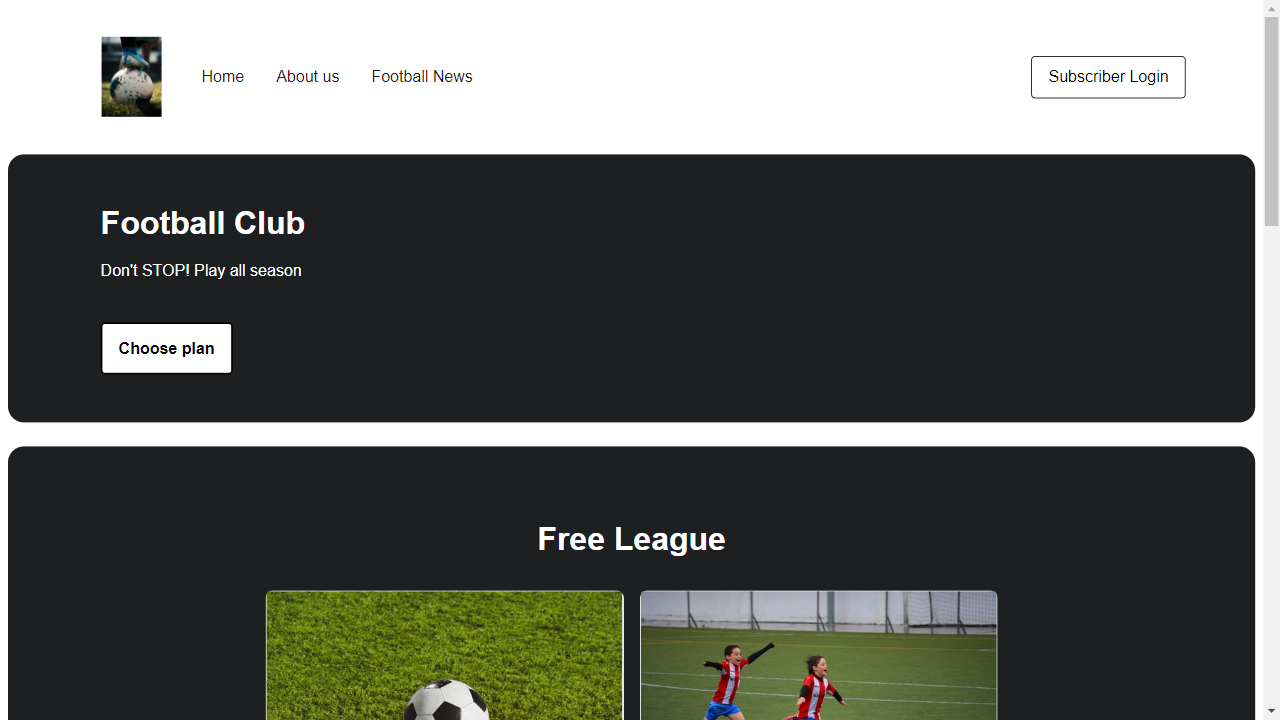 Home
About us
Football News
Subscriber Login
Football Club
Don't STOP! Play all season
Choose plan
Free League